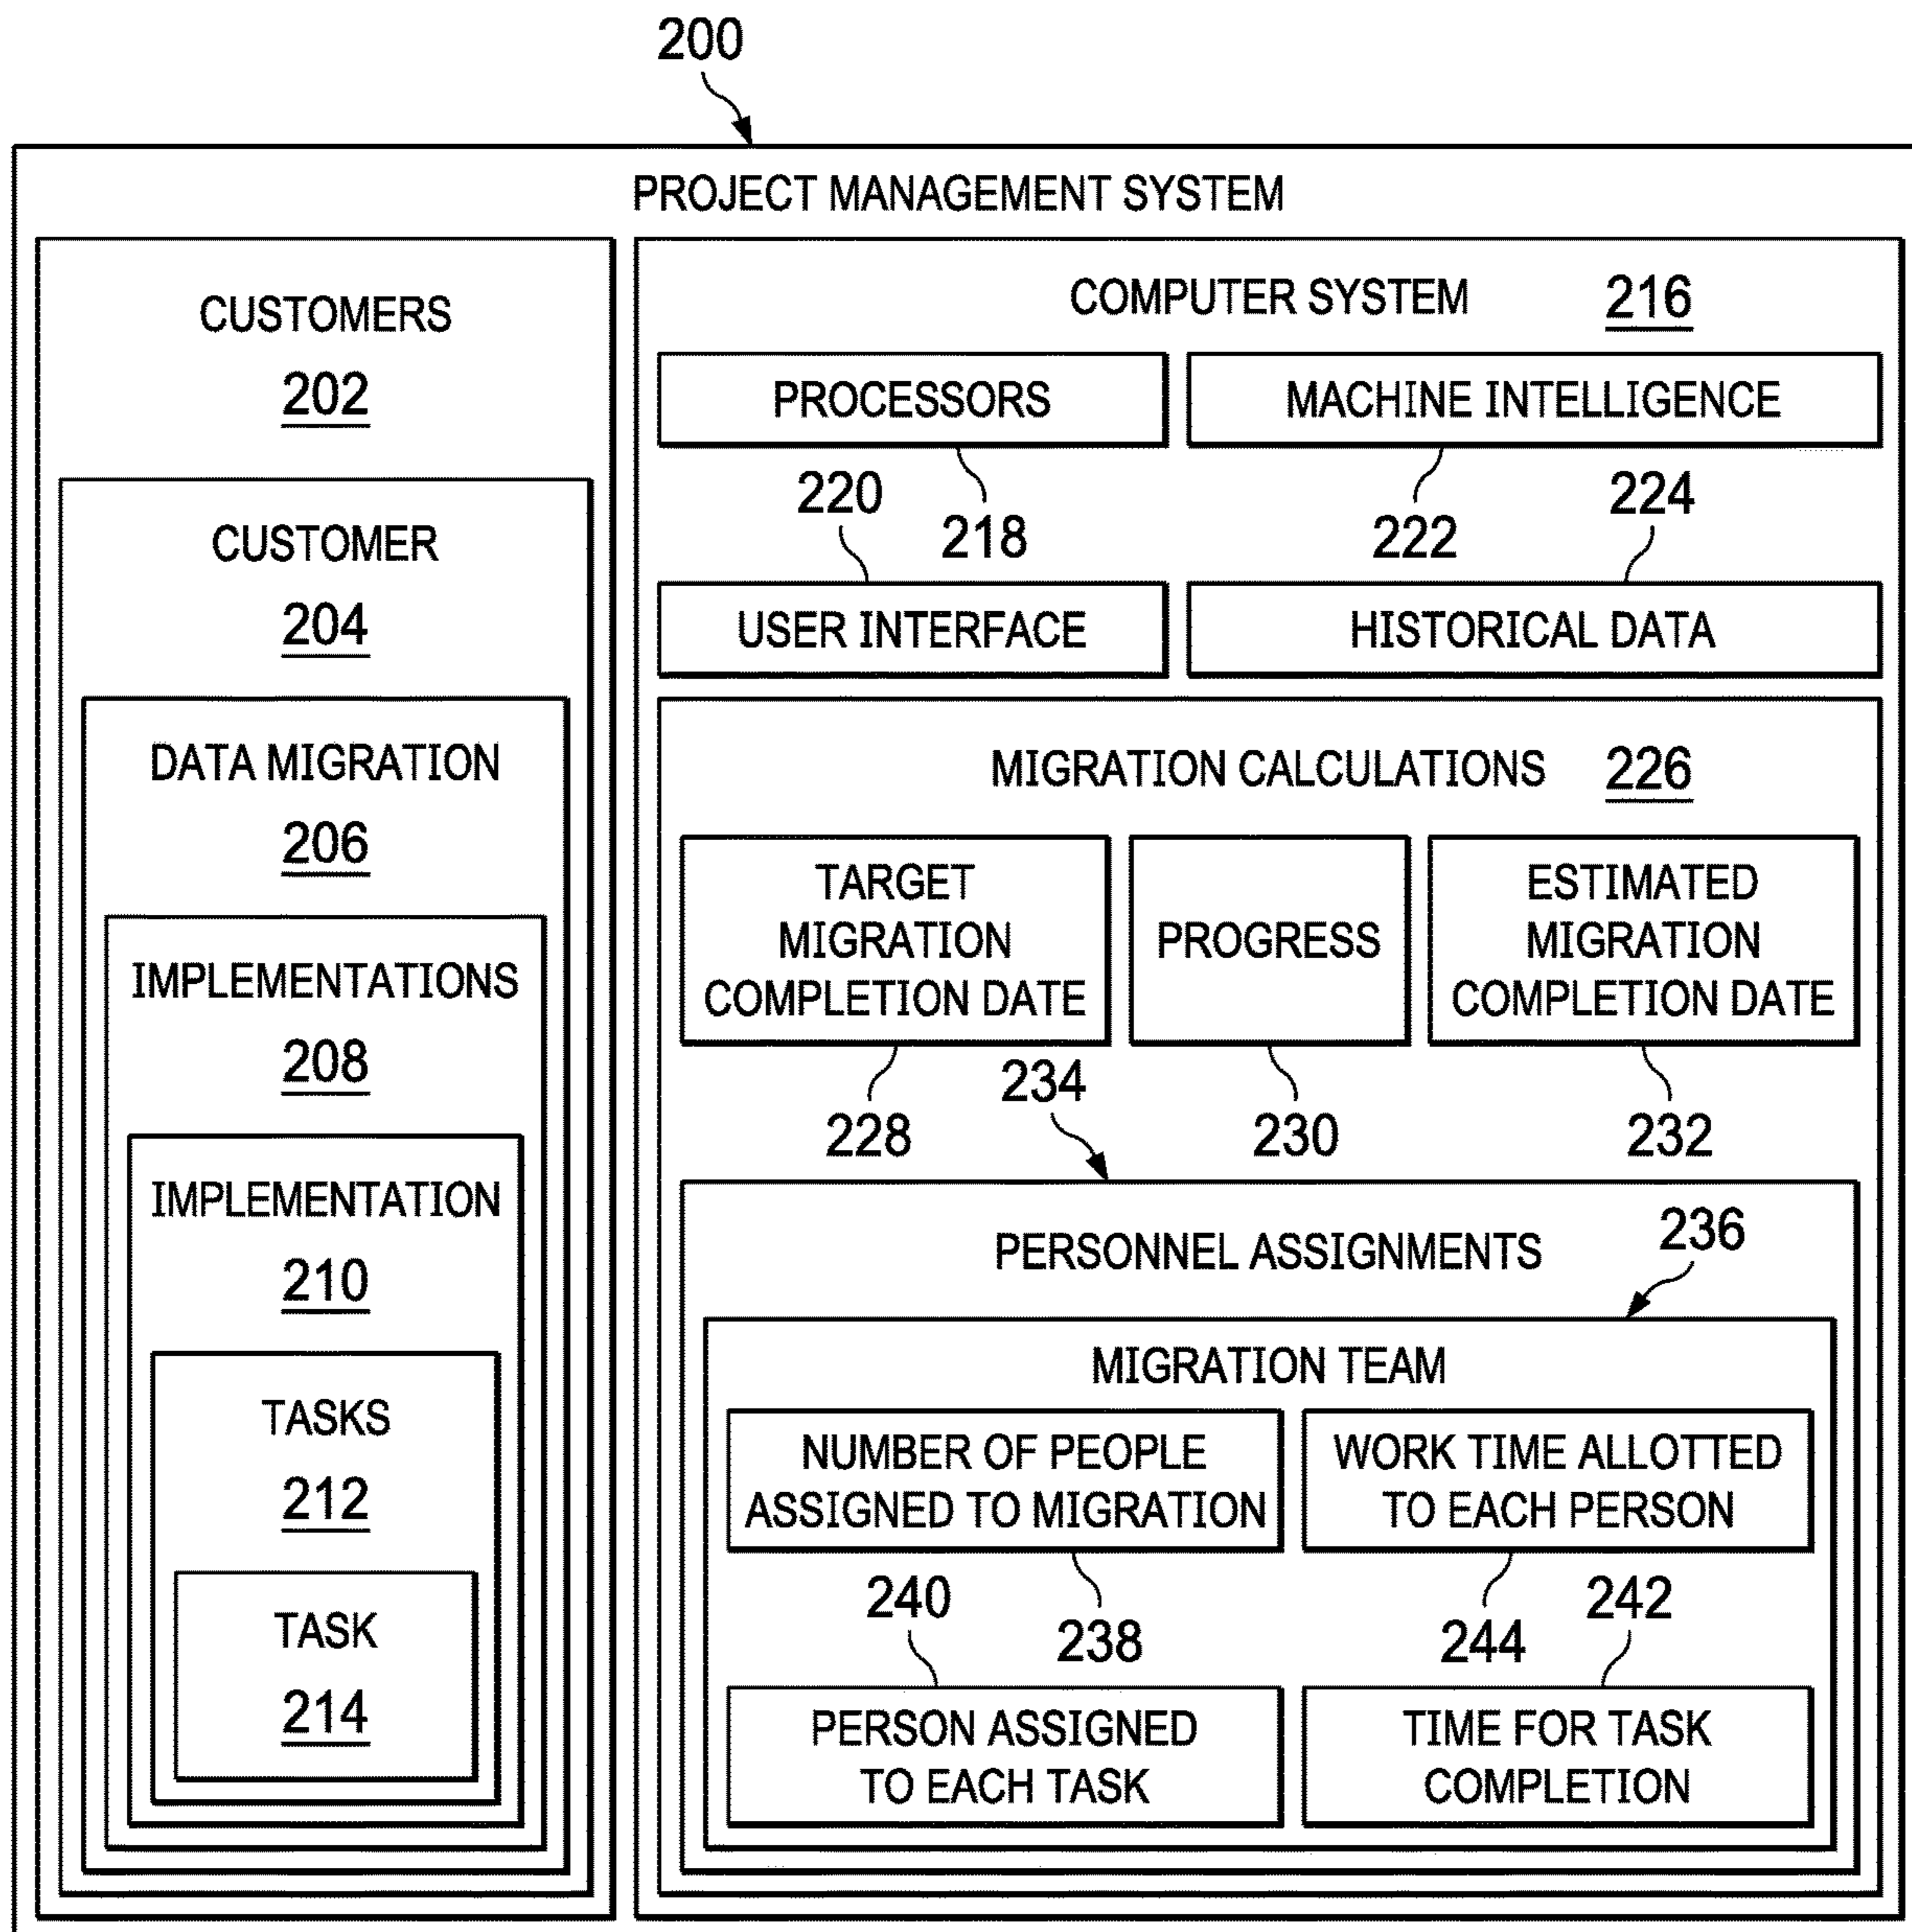 200
PROJECT MANAGEMENT SYSTEM
CUSTOMERS
202
CUSTOMER
204
DATA MIGRATION
206
IMPLEMENTATIONS
208
IMPLEMENTATION
210
TASKS
212
TASK
214
COMPUTER SYSTEM 216
PROCESSORS
MACHINE INTELLIGENCE
220
218
222
224
USER INTERFACE
HISTORICAL DATA
MIGRATION CALCULATIONS 226
TARGET
MIGRATION
COMPLETION DATE
PROGRESS
ESTIMATED
MIGRATION
COMPLETION DATE
228
234
230
232
PERSONNEL ASSIGNMENTS
236
MIGRATION TEAM
NUMBER OF PEOPLE
ASSIGNED TO MIGRATION
WORK TIME ALLOTTED
TO EACH PERSON
240
238
244
242
PERSON ASSIGNED
TO EACH TASK
TIME FOR TASK
COMPLETION